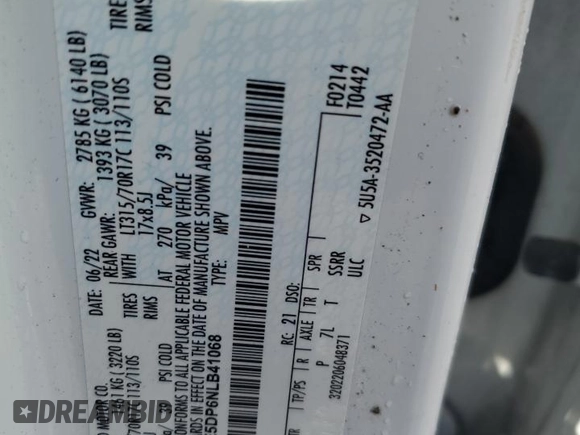 MOTOR CO. DATE: 06/22 GVWR: 2785 KG ( 6140 LB)
KG ( 3220 LB) REAR GAWR: 1393 KG ( 3070 LB)
113/110S TIRES WITH LT315/70R17C 113/110S TIRES
RIMS 17x8.5J RIMS
PSI COLD AT 270 kPa/ 39 PSI COLD
CONFORMS TO ALL APPLICABLE FEDERAL MOTOR VEHICLE
IN EFFECT ON THE DATE OF MANUFACTURE SHOWN ABOVE.
5DP6NLB41068 TYPE: MPV
F0214
T0442
RC: 21 DSO:
TP/PS R AXLE TR SPR
P 7L T SSRR
ULC
3202206048371 ▽ 5U5A-3520472-AA
DREAMBID